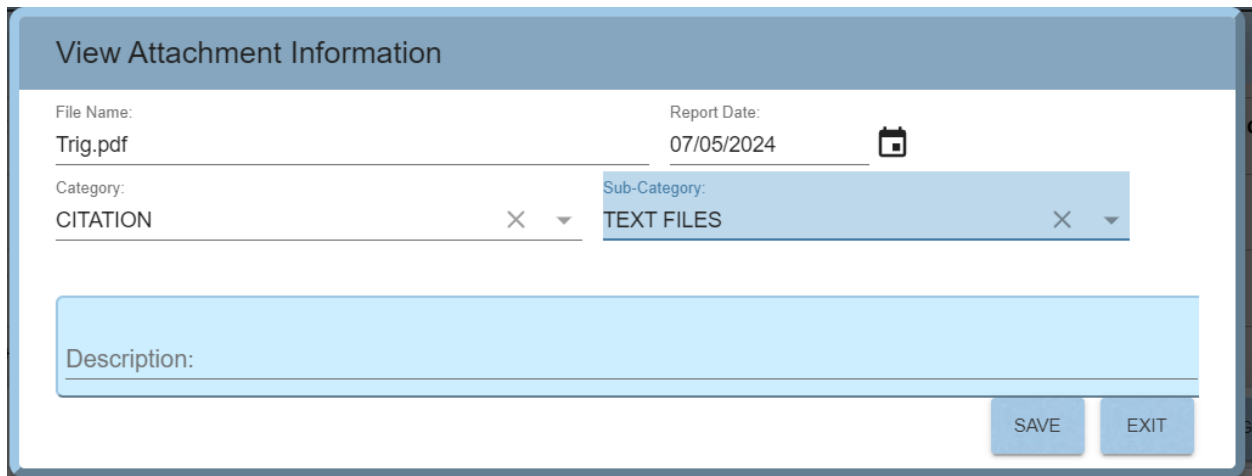 View Attachment Information
File Name:
Report Date:
Trig.pdf
07/05/2024
Category:
Sub-Category:
CITATION
TEXT FILES
Description:
SAVE
EXIT